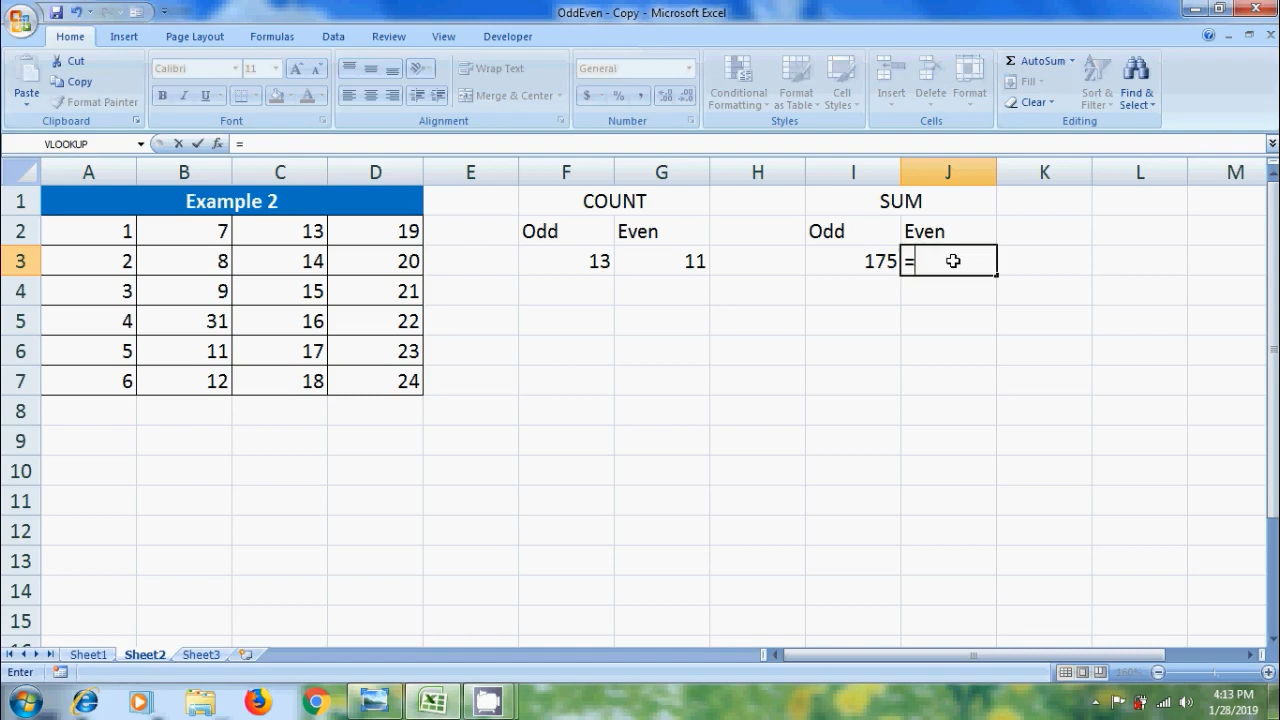 OddEven - Copy - Microsoft Excel
Home Insert Page Layout Formulas Data Review View Developer
Paste Cut Copy Format Painter Clipboard
Calibri 11 A A B I U A Font
Wrap Text Merge & Center Alignment
General $ % , Number
Conditional Formatting Format as Table Cell Styles Styles
Insert Delete Format Cells
Σ AutoSum Fill Clear Sort & Filter Find & Select Editing
VLOOKUP fx =
A B C D E F G H I J K L M
1 Example 2 COUNT SUM
2 1 7 13 19 Odd Even Odd Even
3 2 8 14 20 13 11 175 =
4 3 9 15 21
5 4 31 16 22
6 5 11 17 23
7 6 12 18 24
8
9
10
11
12
13
14
15
Sheet1 Sheet2 Sheet3
Enter 160%
4:13 PM
1/28/2019